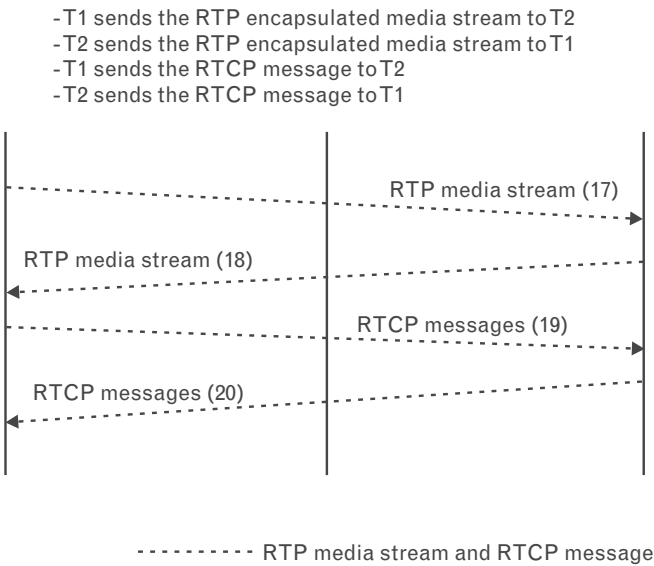 -T1 sends the RTP encapsulated media stream to T2
-T2 sends the RTP encapsulated media stream to T1
-T1 sends the RTCP message to T2
-T2 sends the RTCP message to T1
RTP media stream (17)
RTP media stream (18)
RTCP messages (19)
RTCP messages (20)
RTP media stream and RTCP message